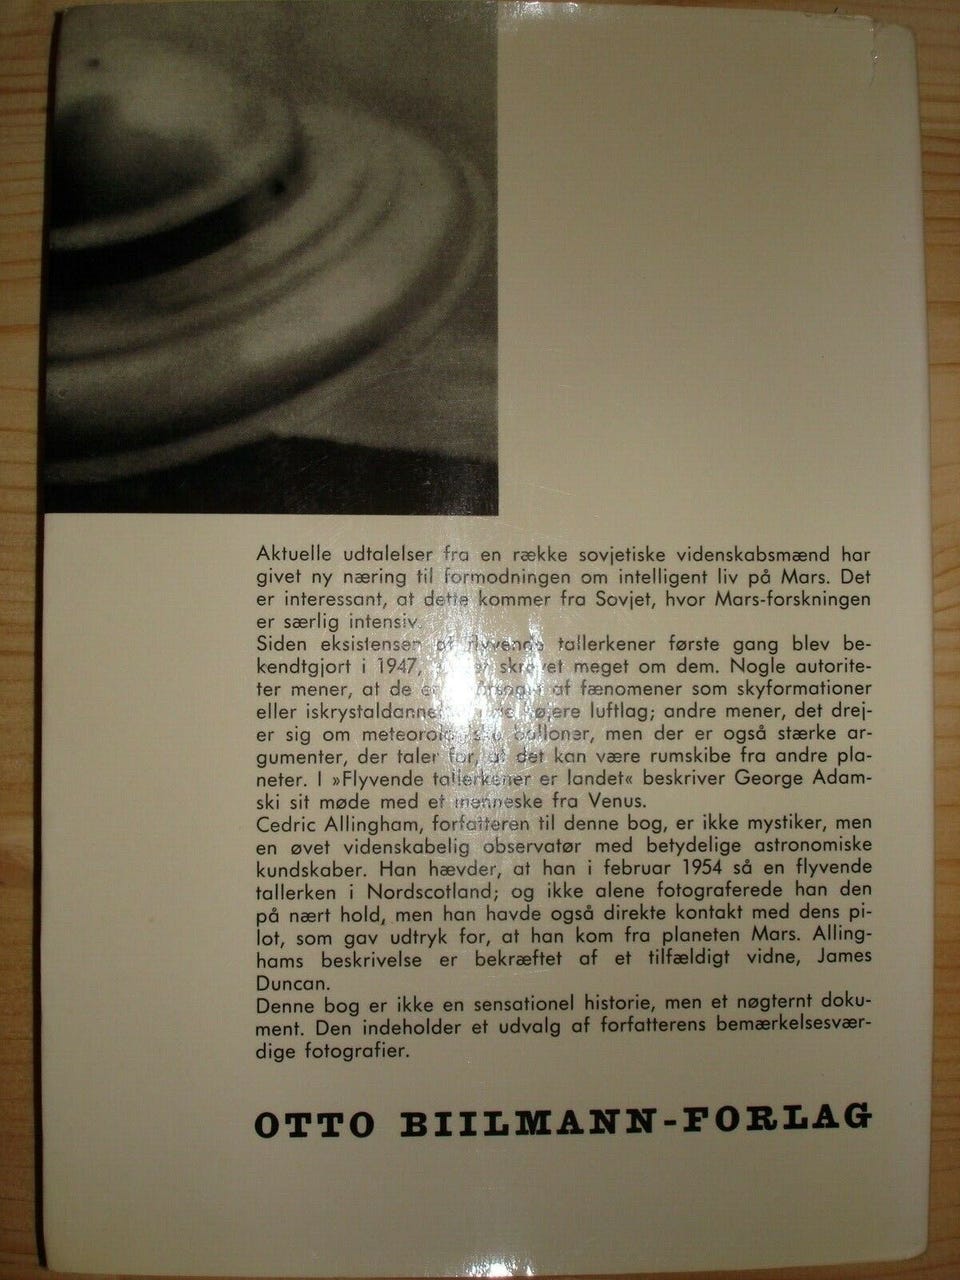 Aktuelle udtalelser fra en række sovjetiske videnskabsmænd har
givet ny næring til formodningen om intelligent liv på Mars. Det
er interessant, at dette kommer fra Sovjet, hvor Mars-forskningen
er særlig intensiv.
Siden eksistensen af flyvende tallerkener første gang blev be-
kendtgjort i 1947, er der skrevet meget om dem. Nogle autorite-
ter mener, at de er forårsaget af fænomener som skyformationer
eller iskrystaldannelser i de højere luftlag; andre mener, det drej-
er sig om meteorologiske balloner, men der er også stærke ar-
gumenter, der taler for, at det kan være rumskibe fra andre pla-
neter. I »Flyvende tallerkener er landet« beskriver George Adam-
ski sit møde med et menneske fra Venus.
Cedric Allingham, forfatteren til denne bog, er ikke mystiker, men
en øvet videnskabelig observatør med betydelige astronomiske
kundskaber. Han hævder, at han i februar 1954 så en flyvende
tallerken i Nordscotland; og ikke alene fotograferede han den
på nært hold, men han havde også direkte kontakt med dens pi-
lot, som gav udtryk for, at han kom fra planeten Mars. Alling-
hams beskrivelse er bekræftet af et tilfældigt vidne, James
Duncan.
Denne bog er ikke en sensationel historie, men et nøgternt doku-
ment. Den indeholder et udvalg af forfatterens bemærkelsesvær-
dige fotografier.
OTTO BIILMANN-FORLAG